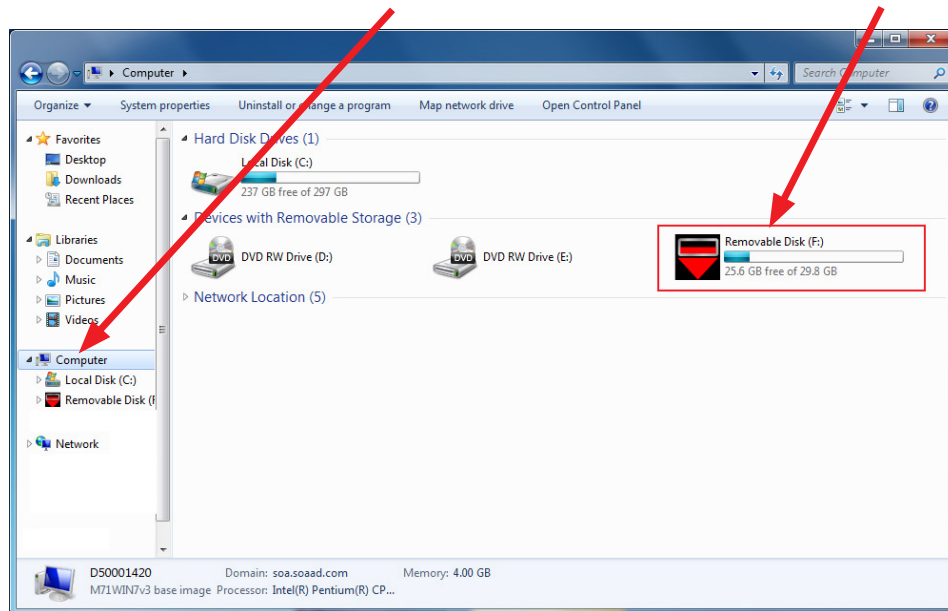 Computer
Search Computer
Organize System properties Uninstall or change a program Map network drive Open Control Panel
Favorites
Desktop
Downloads
Recent Places
Libraries
Documents
Music
Pictures
Videos
Computer
Local Disk (C:)
Removable Disk (F
Network
Hard Disk Drives (1)
Local Disk (C:)
237 GB free of 297 GB
Devices with Removable Storage (3)
DVD
DVD RW Drive (D:)
DVD
DVD RW Drive (E:)
Removable Disk (F:)
25.6 GB free of 29.8 GB
Network Location (5)
D50001420 Domain: soa.soaad.com Memory: 4.00 GB
M71WIN7v3 base image Processor: Intel(R) Pentium(R) CP...